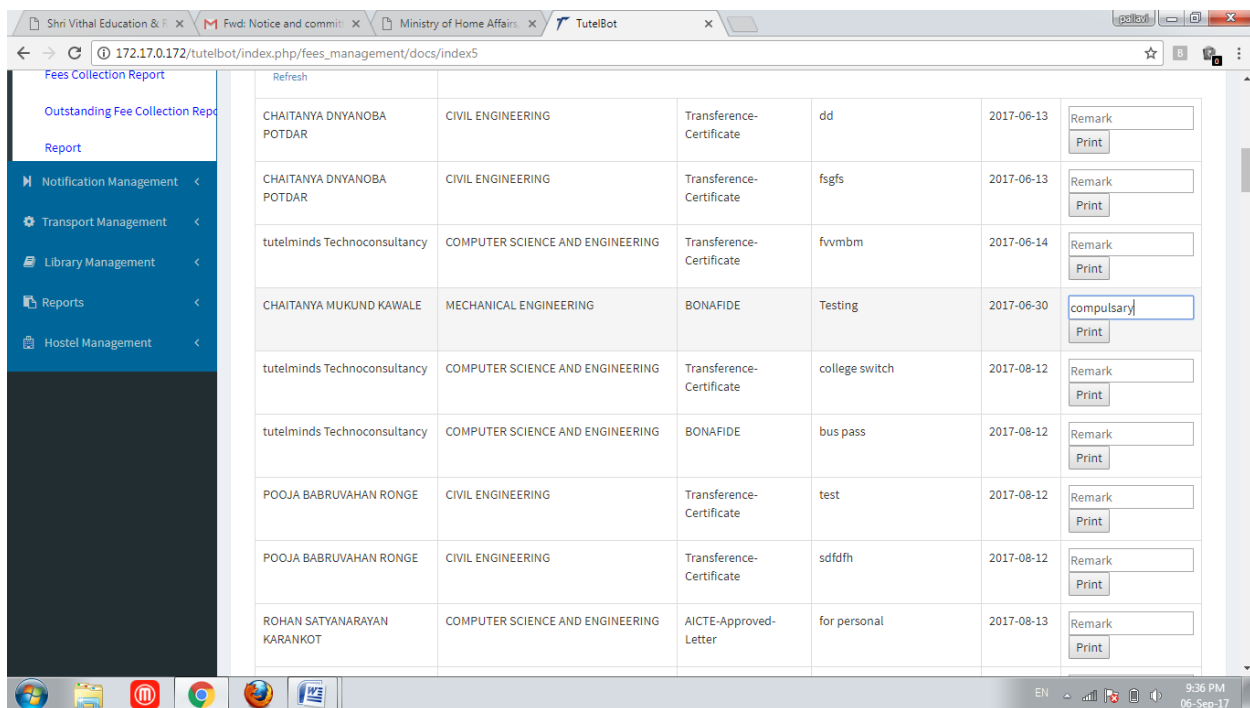 Shri Vithal Education & R
Fwd: Notice and commit
Ministry of Home Affairs
TutelBot
pallavi
172.17.0.172/tutelbot/index.php/fees_management/docs/index5
Fees Collection Report
Outstanding Fee Collection Repo
Report
Notification Management
Transport Management
Library Management
Reports
Hostel Management
Refresh
CHAITANYA DNYANOBA CIVIL ENGINEERING Transference- dd 2017-06-13 Remark
POTDAR Certificate Print
CHAITANYA DNYANOBA CIVIL ENGINEERING Transference- fsgfs 2017-06-13 Remark
POTDAR Certificate Print
tutelminds Technoconsultancy COMPUTER SCIENCE AND ENGINEERING Transference- fvvmbm 2017-06-14 Remark
Certificate Print
CHAITANYA MUKUND KAWALE MECHANICAL ENGINEERING BONAFIDE Testing 2017-06-30 compulsary
Print
tutelminds Technoconsultancy COMPUTER SCIENCE AND ENGINEERING Transference- college switch 2017-08-12 Remark
Certificate Print
tutelminds Technoconsultancy COMPUTER SCIENCE AND ENGINEERING BONAFIDE bus pass 2017-08-12 Remark
Print
POOJA BABRUVAHAN RONGE CIVIL ENGINEERING Transference- test 2017-08-12 Remark
Certificate Print
POOJA BABRUVAHAN RONGE CIVIL ENGINEERING Transference- sdfdfh 2017-08-12 Remark
Certificate Print
ROHAN SATYANARAYAN COMPUTER SCIENCE AND ENGINEERING AICTE-Approved- for personal 2017-08-13 Remark
KARANKOT Letter Print
EN 9:36 PM
06-Sep-17